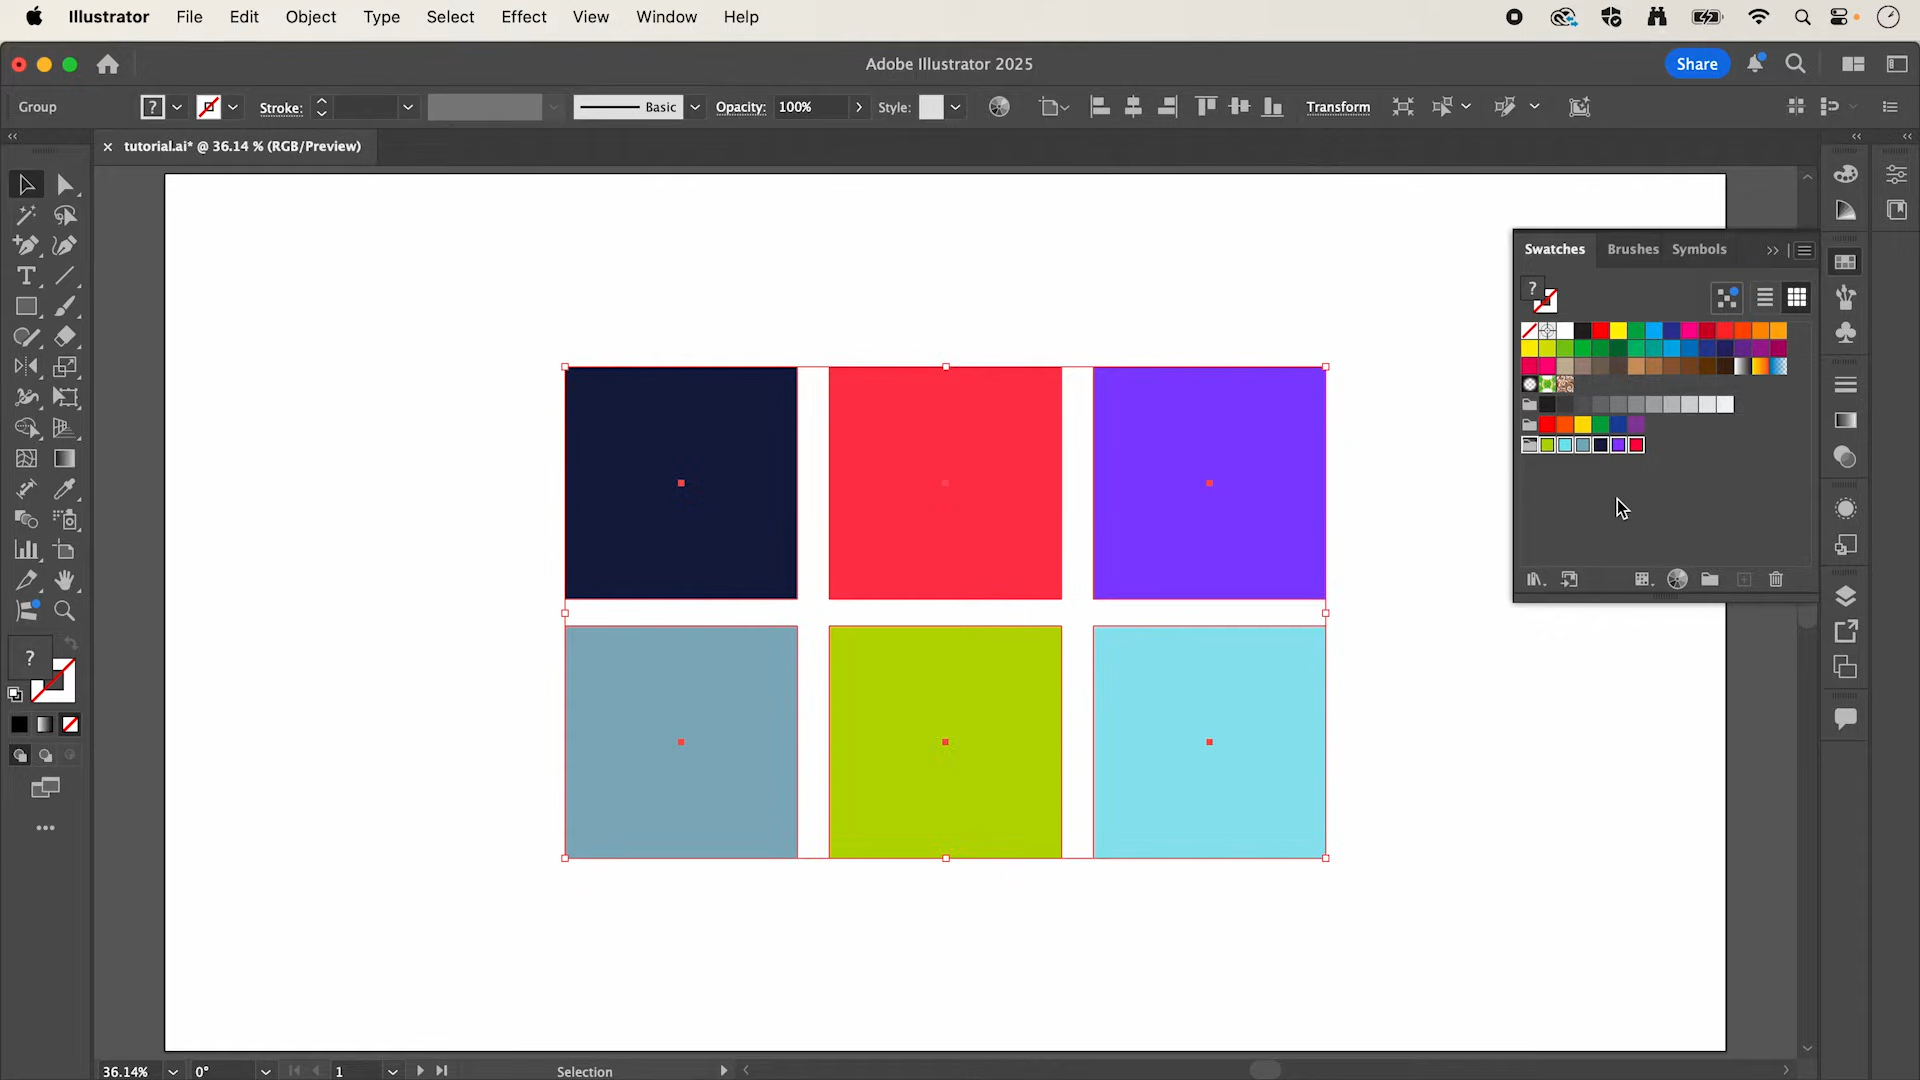 Illustrator File Edit Object Type Select Effect View Window Help
Adobe Illustrator 2025
Share
Group ? Stroke: Basic Opacity: 100% Style: Transform
tutorial.ai* @ 36.14 % (RGB/Preview)
Swatches Brushes Symbols
?
?
36.14% 0° 1 Selection